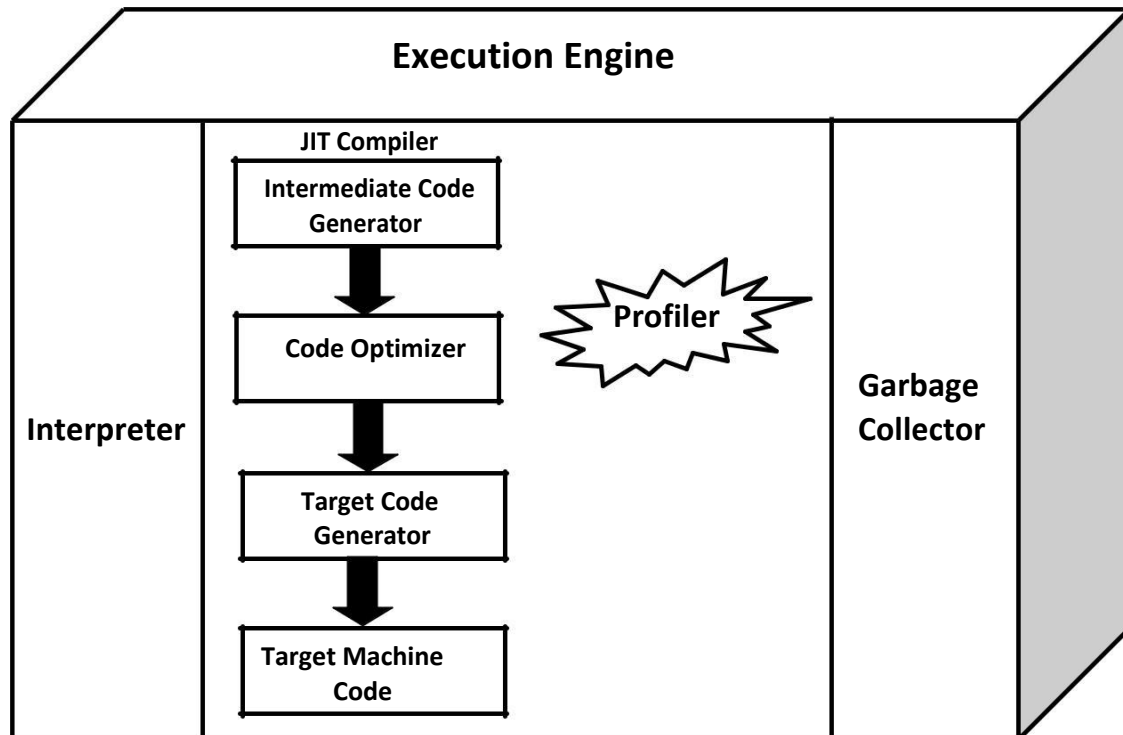 Execution Engine
JIT Compiler
Intermediate Code
Generator
Profiler
Code Optimizer
Garbage
Collector
Interpreter
Target Code
Generator
Target Machine
Code